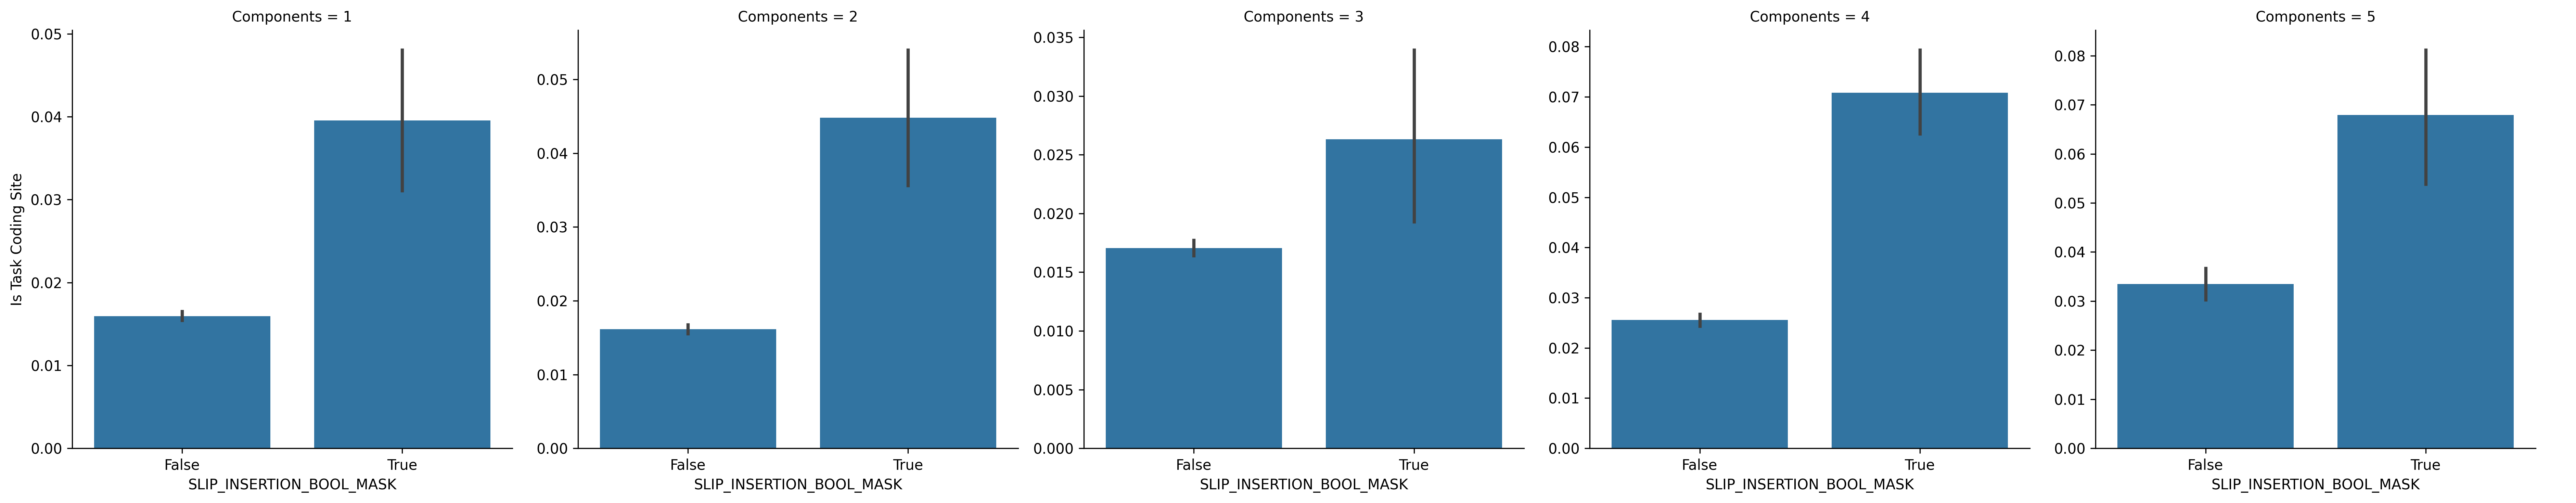 Components = 1
Components = 2
Components = 3
Components = 4
Components = 5
Is Task Coding Site
0.05
0.04
0.03
0.02
0.01
0.00
False
True
SLIP_INSERTION_BOOL_MASK
0.05
0.04
0.03
0.02
0.01
0.00
False
True
SLIP_INSERTION_BOOL_MASK
0.035
0.030
0.025
0.020
0.015
0.010
0.005
0.000
False
True
SLIP_INSERTION_BOOL_MASK
0.08
0.07
0.06
0.05
0.04
0.03
0.02
0.01
0.00
False
True
SLIP_INSERTION_BOOL_MASK
0.08
0.07
0.06
0.05
0.04
0.03
0.02
0.01
0.00
False
True
SLIP_INSERTION_BOOL_MASK